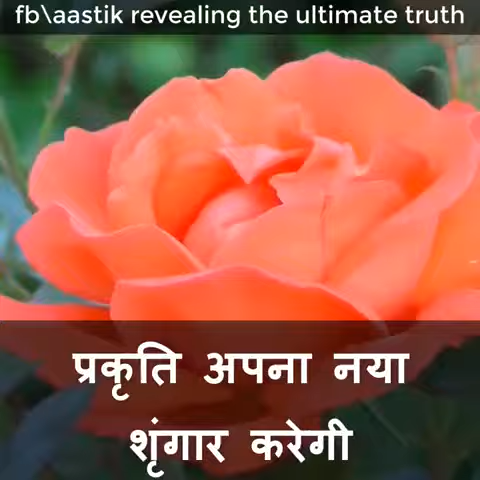 fb\aastik revealing the ultimate truth
प्रकृति अपना नया
शृंगार करेगी